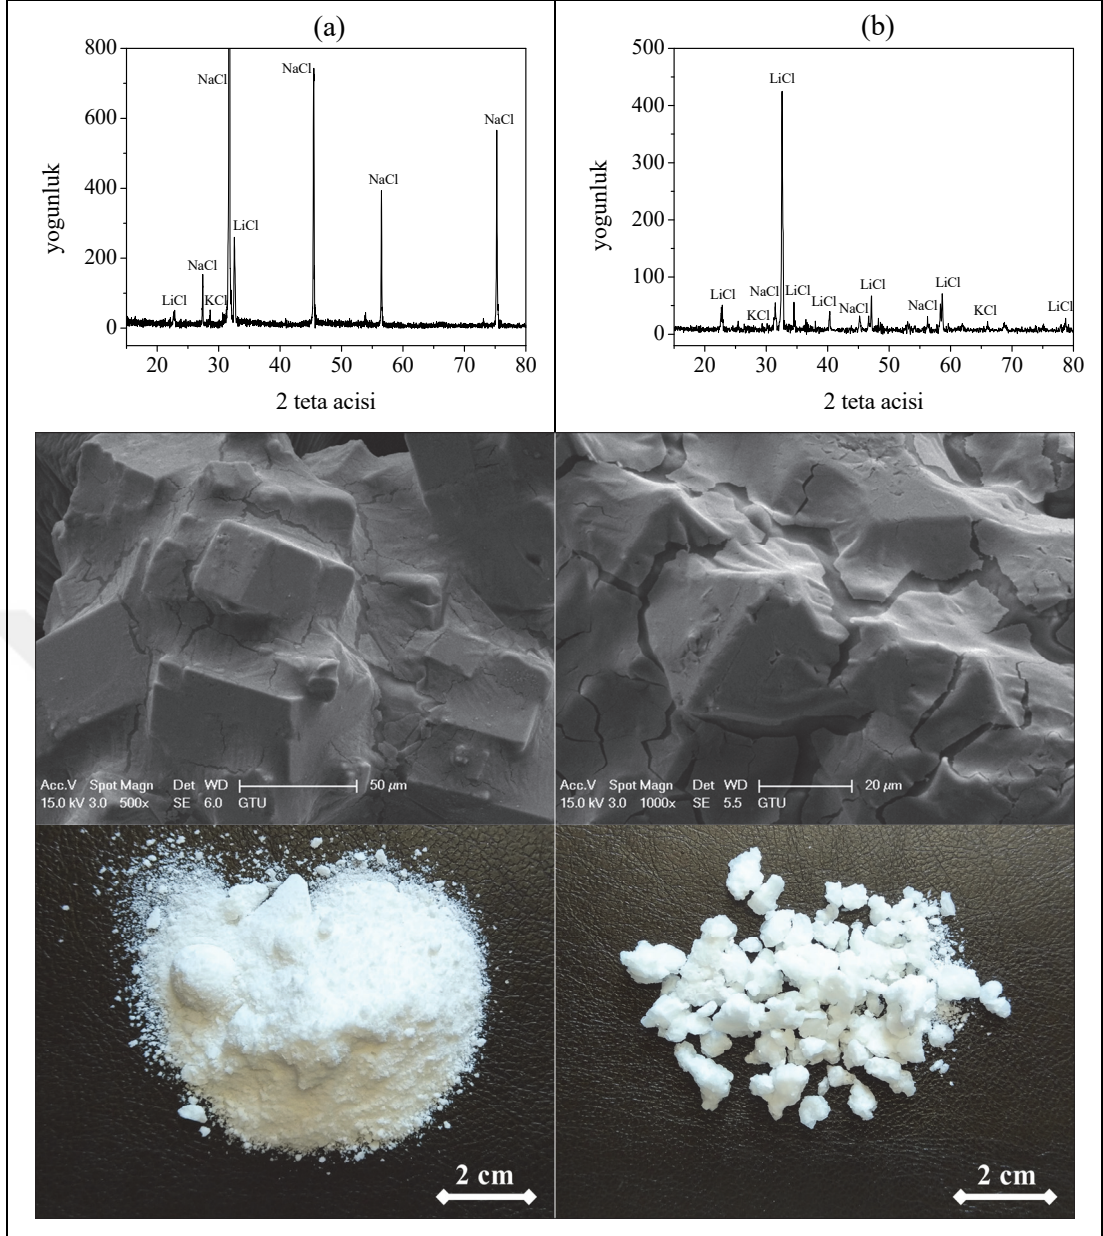 (a)
800
600
400
200
0
yogunluk
NaCl
NaCl
NaCl
NaCl
LiCl
NaCl
LiCl
KCl
20
30
40
50
60
70
80
2 teta acisi
(b)
500
400
300
200
100
0
yogunluk
LiCl
LiCl
KCl
NaCl
LiCl
LiCl
NaCl
LiCl
NaCl
LiCl
KCl
LiCl
20
30
40
50
60
70
80
2 teta acisi
Acc.V Spot Magn Det WD 50 μm
15.0 kV 3.0 500x SE 6.0 GTU
Acc.V Spot Magn Det WD 20 μm
15.0 kV 3.0 1000x SE 5.5 GTU
2 cm
2 cm